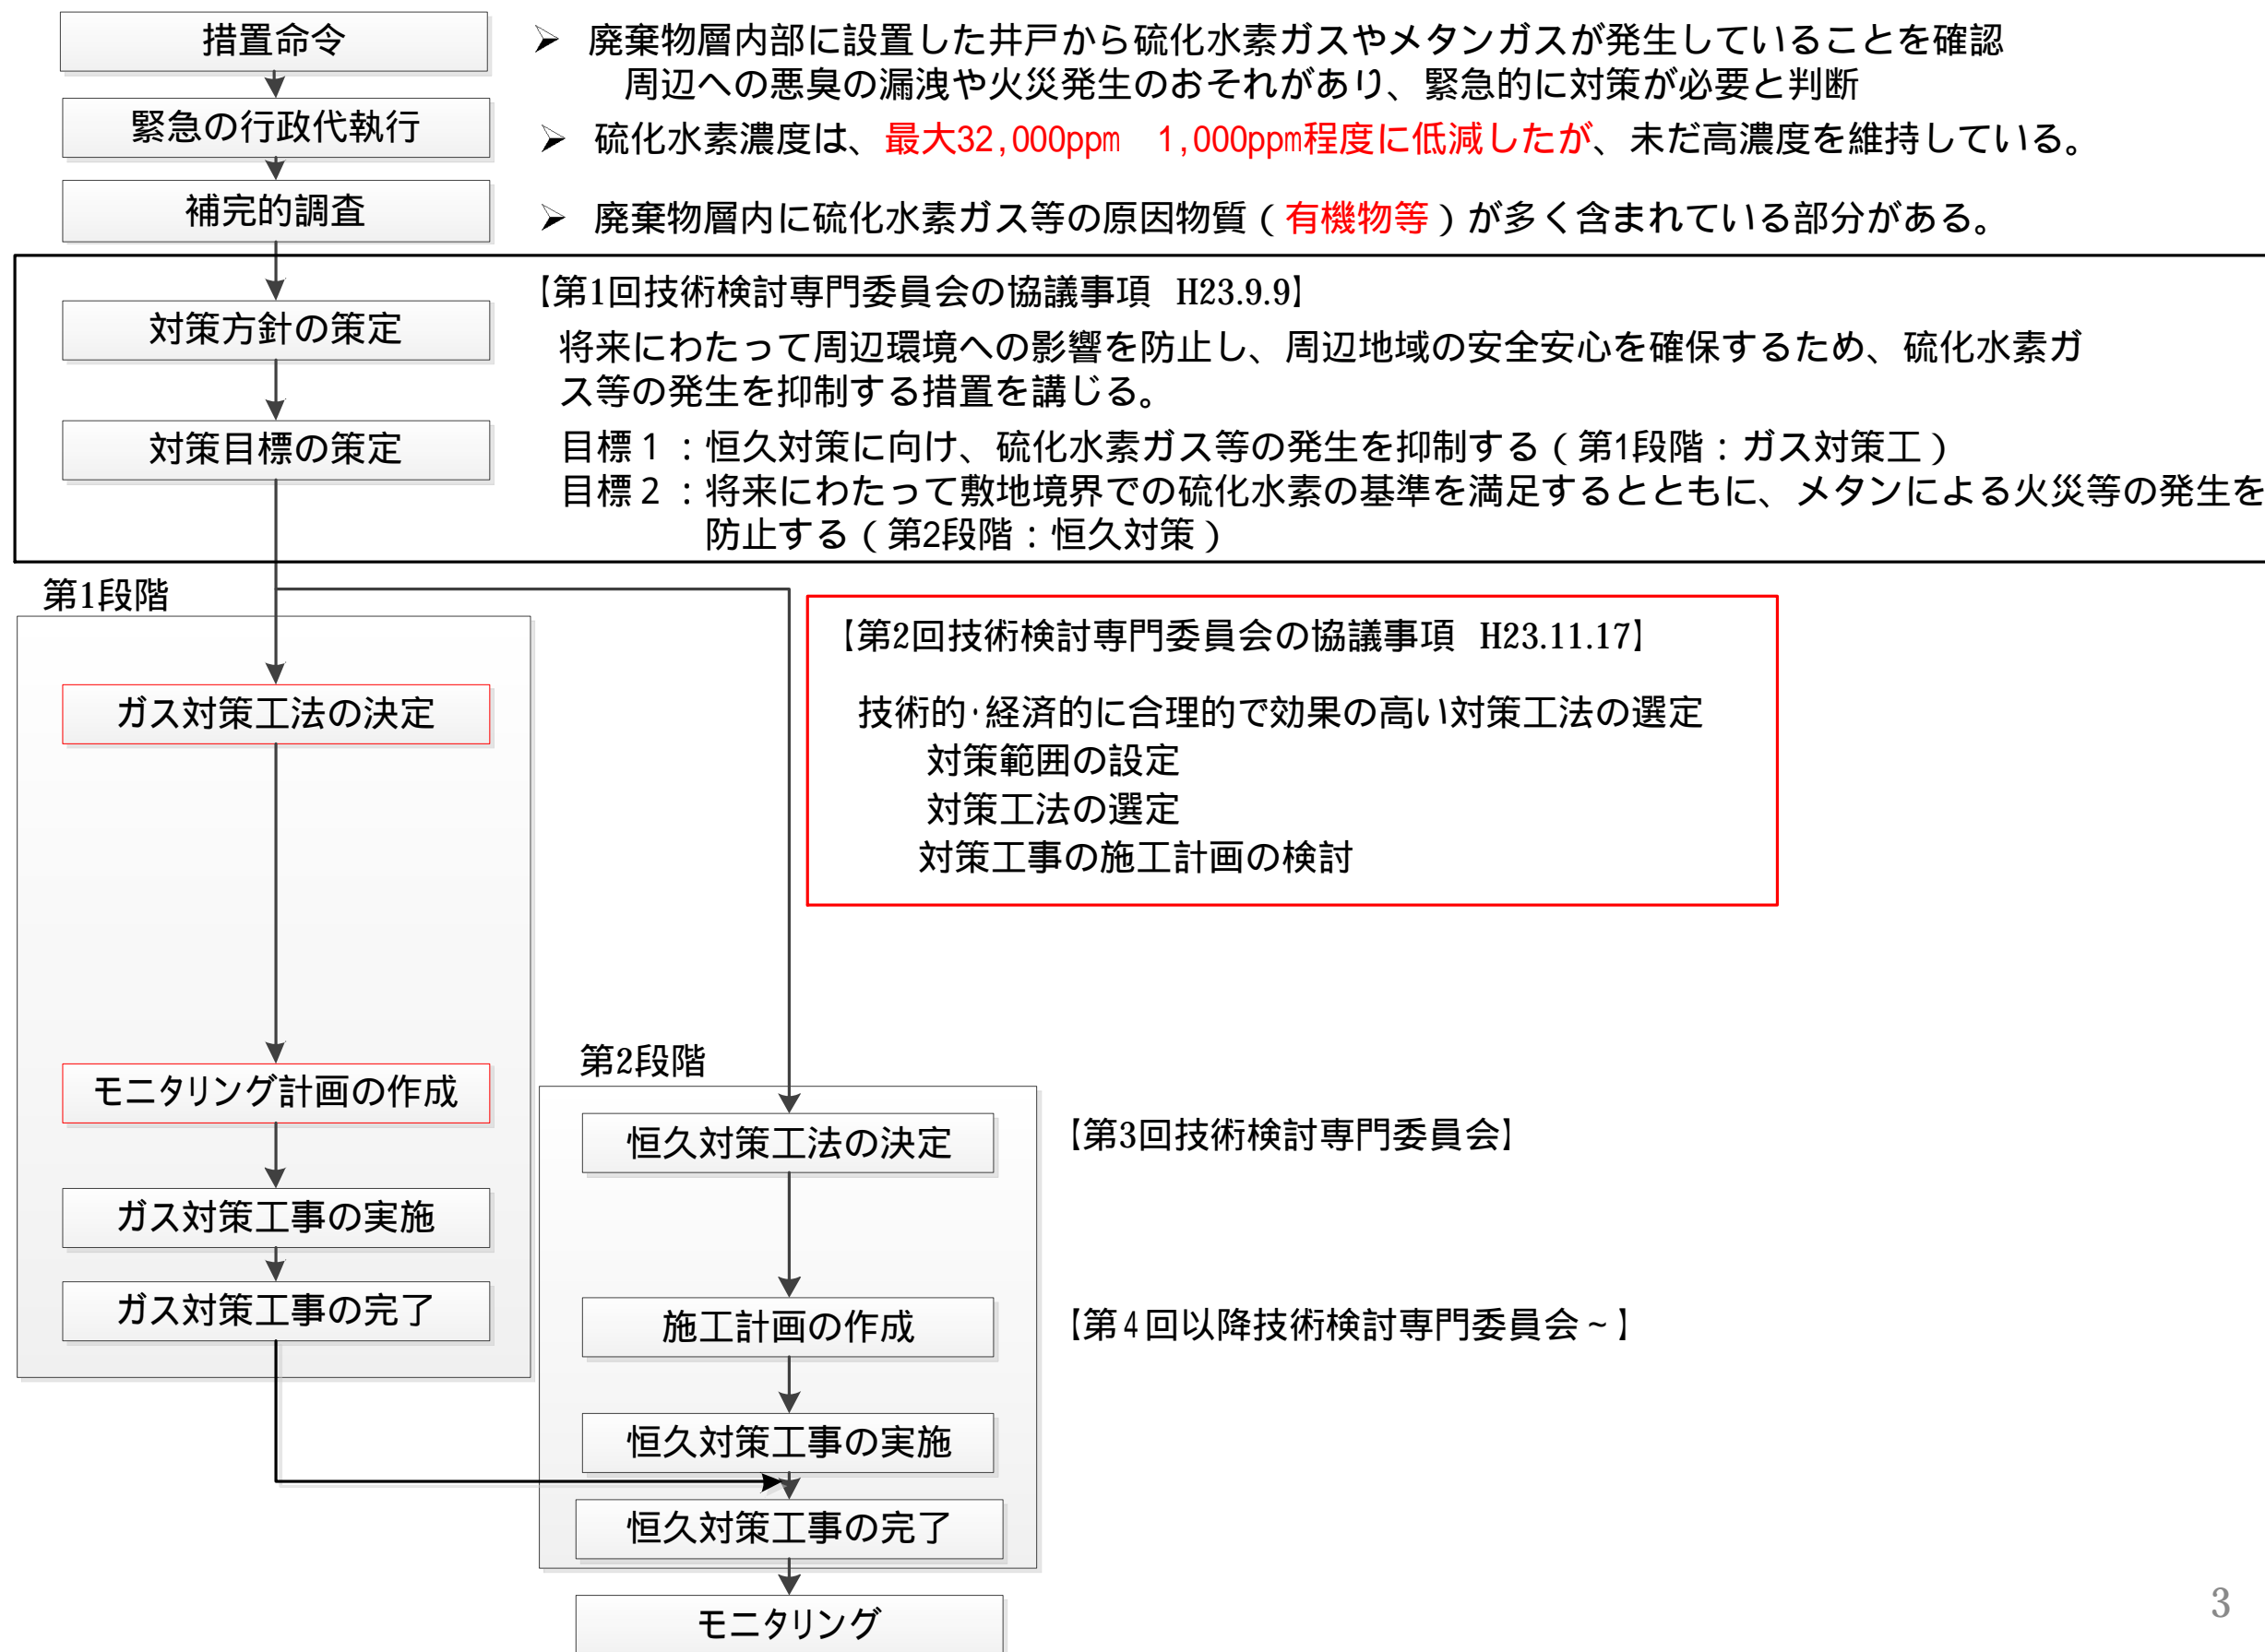 措置命令
➢ 廃棄物層内部に設置した井戸から硫化水素ガスやメタンガスが発生していることを確認
周辺への悪臭の漏洩や火災発生のおそれがあり、緊急的に対策が必要と判断
緊急の行政代執行
➢ 硫化水素濃度は、最大32,000ppm 1,000ppm程度に低減したが、未だ高濃度を維持している。
補完的調査
➢ 廃棄物層内に硫化水素ガス等の原因物質(有機物等)が多く含まれている部分がある。
【第1回技術検討専門委員会の協議事項 H23.9.9】
対策方針の策定
将来にわたって周辺環境への影響を防止し、周辺地域の安全安心を確保するため、硫化水素ガ
ス等の発生を抑制する措置を講じる。
対策目標の策定
目標1:恒久対策に向け、硫化水素ガス等の発生を抑制する(第1段階:ガス対策工)
目標2:将来にわたって敷地境界での硫化水素の基準を満足するとともに、メタンによる火災等の発生を
防止する(第2段階:恒久対策)
第1段階
ガス対策工法の決定
【第2回技術検討専門委員会の協議事項 H23.11.17】
技術的・経済的に合理的で効果の高い対策工法の選定
対策範囲の設定
対策工法の選定
対策工事の施工計画の検討
モニタリング計画の作成
ガス対策工事の実施
ガス対策工事の完了
第2段階
恒久対策工法の決定
【第3回技術検討専門委員会】
施工計画の作成
【第4回以降技術検討専門委員会~】
恒久対策工事の実施
恒久対策工事の完了
モニタリング
3